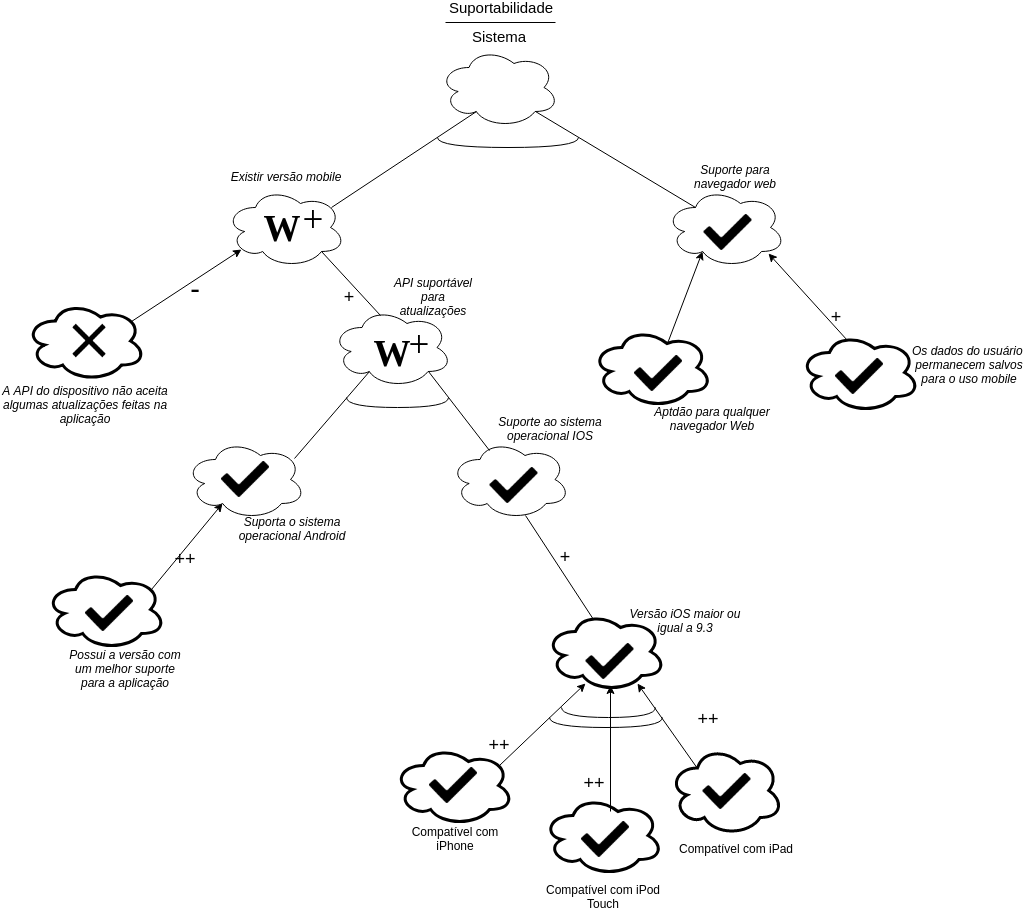 Suportabilidade
Sistema
Existir versão mobile
W+
Suporte para
navegador web
-
+
API suportável
para
atualizações
W+
+
A API do dispositivo não aceita
algumas atualizações feitas na
aplicação
Aptdão para qualquer
navegador Web
Os dados do usuário
permanecem salvos
para o uso mobile
Suporte ao sistema
operacional IOS
Suporta o sistema
operacional Android
++
+
Possui a versão com
um melhor suporte
para a aplicação
Versão iOS maior ou
igual a 9.3
++
++
++
Compatível com
iPhone
Compatível com iPod
Touch
Compatível com iPad